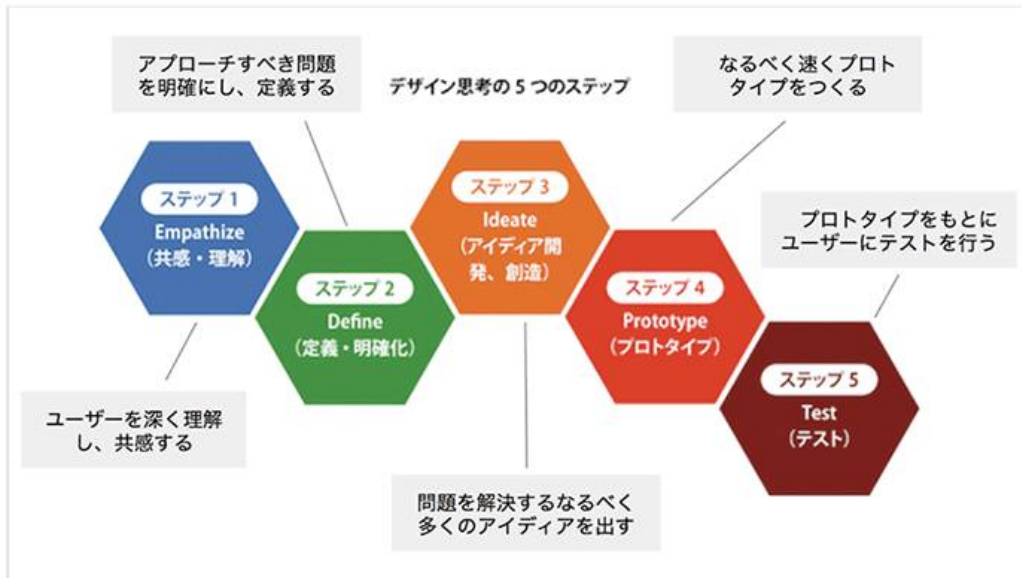 デザイン思考の 5 つのステップ
アプローチすべき問題
を明確にし、定義する
なるべく速くプロト
タイプをつくる
ステップ 1
Empathize
（共感・理解）
ユーザーを深く理解
し、共感する
ステップ 2
Define
（定義・明確化）
ステップ 3
Ideate
（アイディア開
発、創造）
問題を解決するなるべく
多くのアイディアを出す
ステップ 4
Prototype
（プロトタイプ）
プロトタイプをもとに
ユーザーにテストを行う
ステップ 5
Test
（テスト）